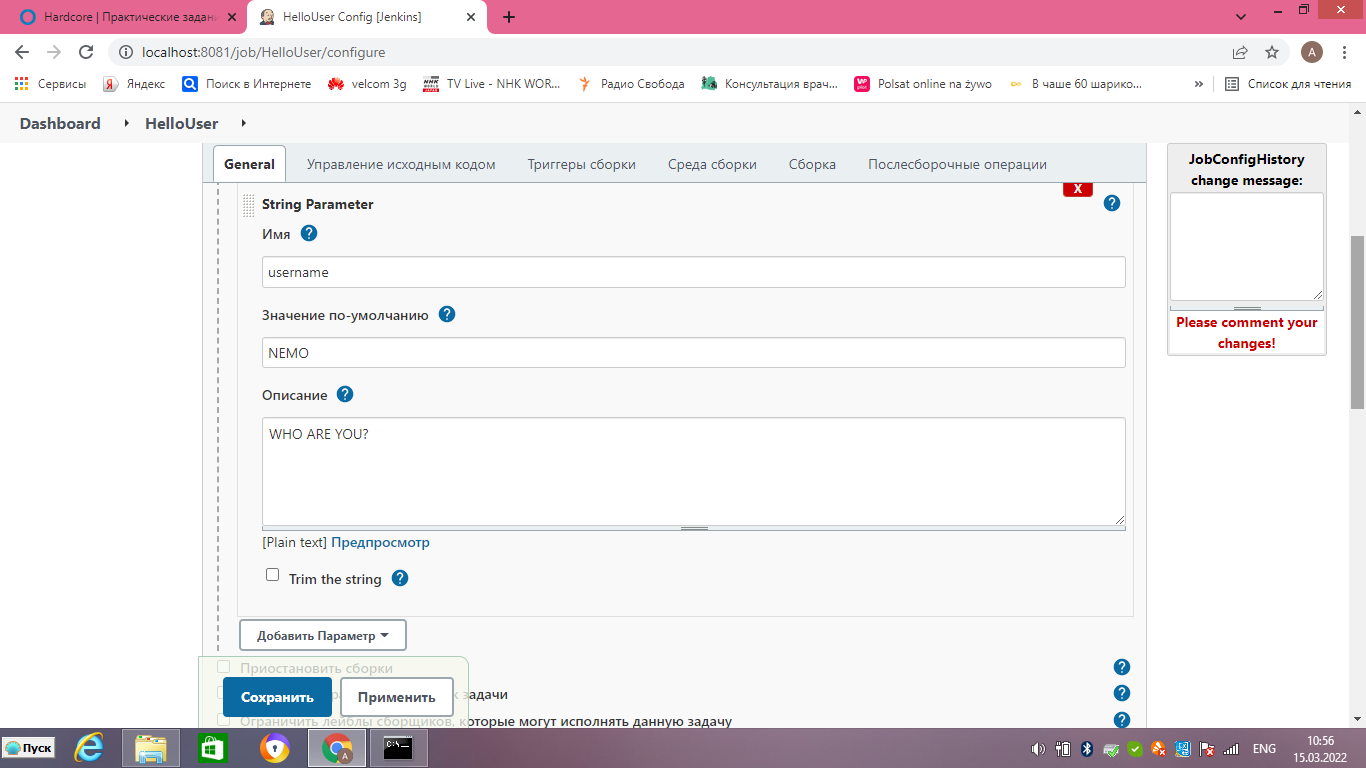 Hardcore | Практические задан
HelloUser Config [Jenkins]
localhost:8081/job/HelloUser/configure
A
Сервисы
Яндекс
Поиск в Интернете
velcom 3g
TV Live - NHK WOR...
Радио Свобода
Консультация врач...
Polsat online na żywo
В чаше 60 шарико...
»
Список для чтения
Dashboard
HelloUser
General
Управление исходным кодом
Триггеры сборки
Среда сборки
Сборка
Послесборочные операции
JobConfigHistory
change message:
Please comment your
changes!
X
String Parameter
Имя
username
Значение по-умолчанию
NEMO
Описание
WHO ARE YOU?
[Plain text] Предпросмотр
Trim the string
Добавить Параметр
Приостановить сборки
задачи
Сохранить
Применить
Ограничить лейблы сборщиков, которые могут исполнять данную задачу
Пуск
ENG
10:56
15.03.2022